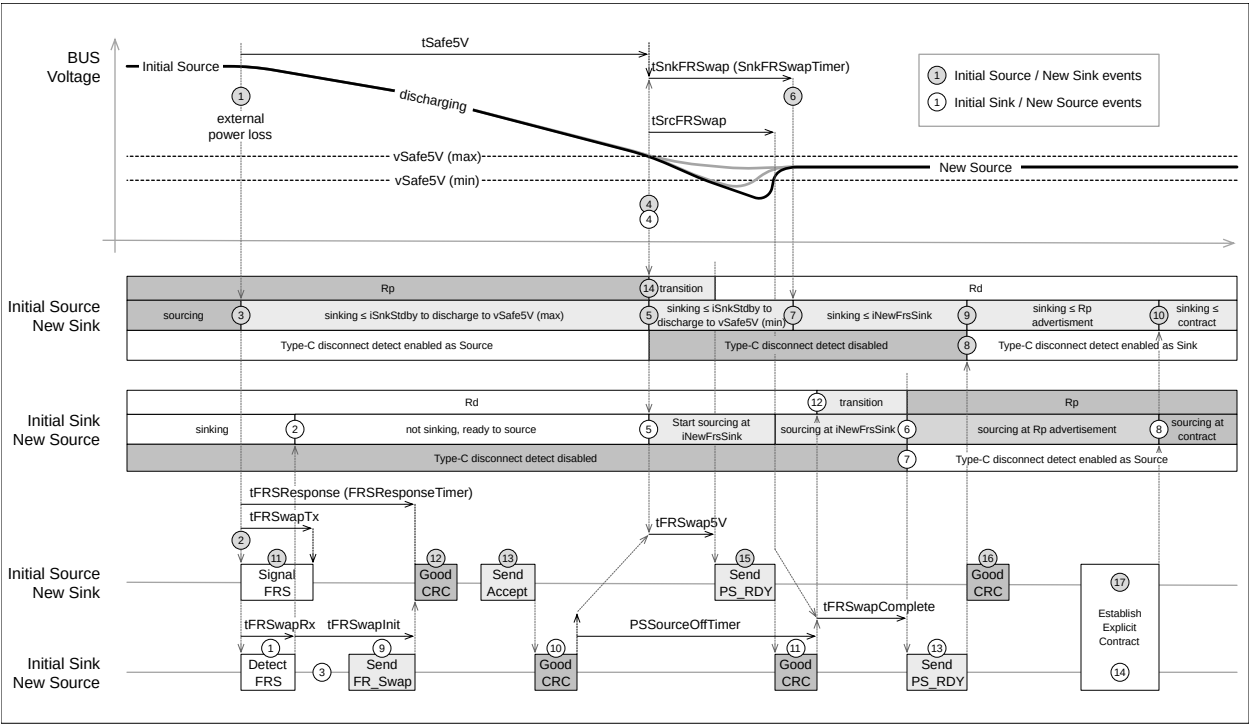 BUS
Voltage
tSafe5V
Initial Source
tSnkFRSwap (SnkFRSwapTimer)
1 Initial Source / New Sink events
1 Initial Sink / New Source events
1
external
power loss
discharging
6
tSrcFRSwap
vSafe5V (max)
vSafe5V (min)
New Source
4
4
Initial Source
New Sink
Rp
14 transition
Rd
sourcing
3
sinking ≤ iSnkStdby to discharge to vSafe5V (max)
5
sinking ≤ iSnkStdby to
discharge to vSafe5V (min)
7
sinking ≤ iNewFrsSink
9
sinking ≤ Rp
advertisment
10
sinking ≤
contract
Type-C disconnect detect enabled as Source
Type-C disconnect detect disabled
8
Type-C disconnect detect enabled as Sink
Initial Sink
New Source
Rd
12 transition
Rp
sinking
2
not sinking, ready to source
5
Start sourcing at
iNewFrsSink
sourcing at iNewFrsSink
6
sourcing at Rp advertisement
8
sourcing at
contract
Type-C disconnect detect disabled
7
Type-C disconnect detect enabled as Source
tFRSResponse (FRSResponseTimer)
tFRSwapTx
2
tFRSwap5V
Initial Source
New Sink
11
Signal
FRS
12
Good
CRC
13
Send
Accept
15
Send
PS_RDY
16
Good
CRC
17
Establish
Explicit
Contract
14
tFRSwapRx
tFRSwapInit
PSSourceOffTimer
tFRSwapComplete
Initial Sink
New Source
1
Detect
FRS
3
9
Send
FR_Swap
10
Good
CRC
11
Good
CRC
13
Send
PS_RDY